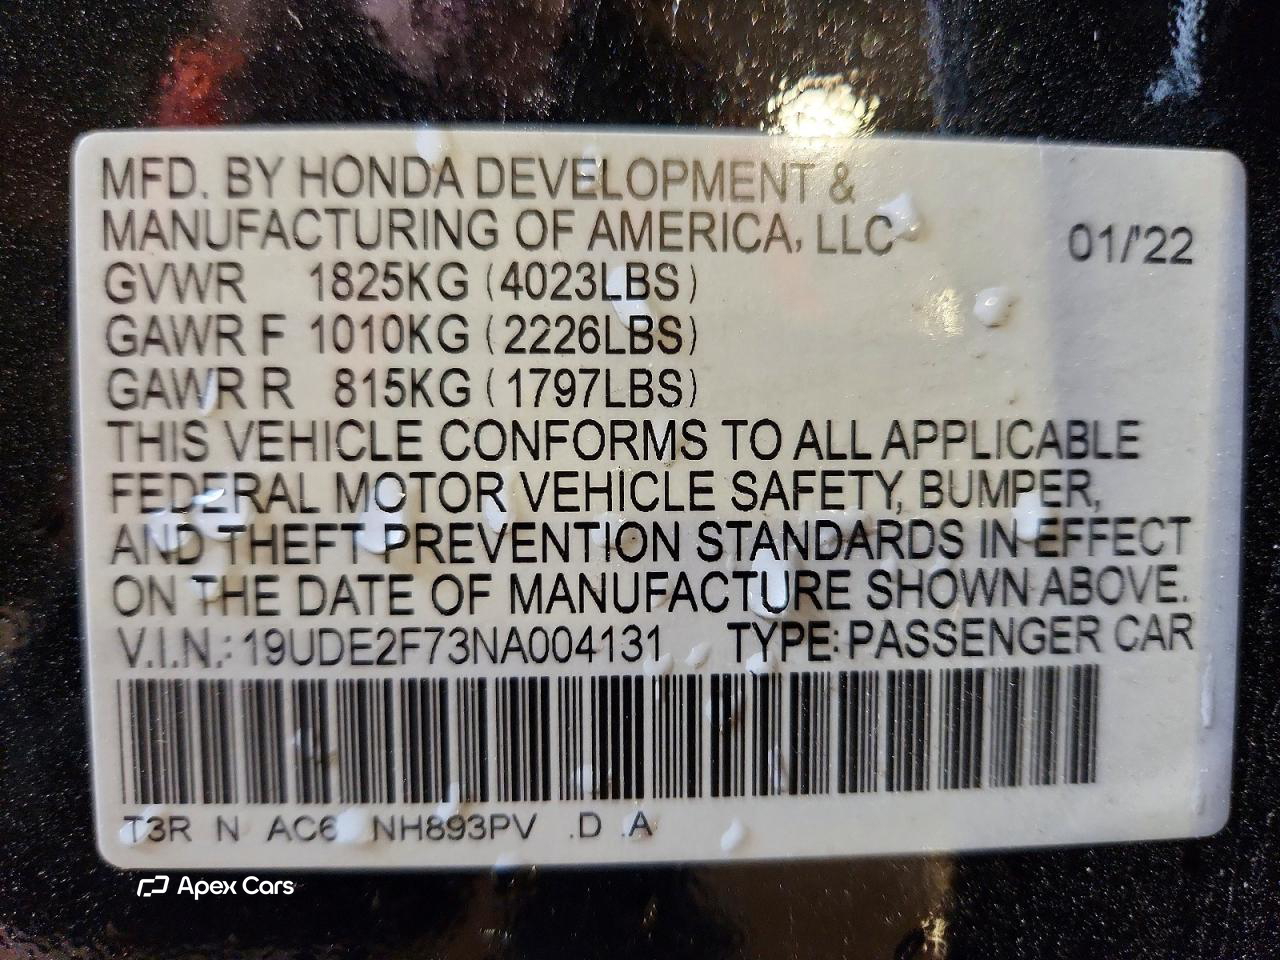 MFD. BY HONDA DEVELOPMENT &
MANUFACTURING OF AMERICA, LLC 01/'22
GVWR 1825KG (4023LBS)
GAWR F 1010KG (2226LBS)
GAWR R 815KG (1797LBS)
THIS VEHICLE CONFORMS TO ALL APPLICABLE
FEDERAL MOTOR VEHICLE SAFETY, BUMPER,
AND THEFT PREVENTION STANDARDS IN EFFECT
ON THE DATE OF MANUFACTURE SHOWN ABOVE.
V.I.N.: 19UDE2F73NA004131 TYPE: PASSENGER CAR
T3R N AC6 NH893PV .D .A
Apex Cars